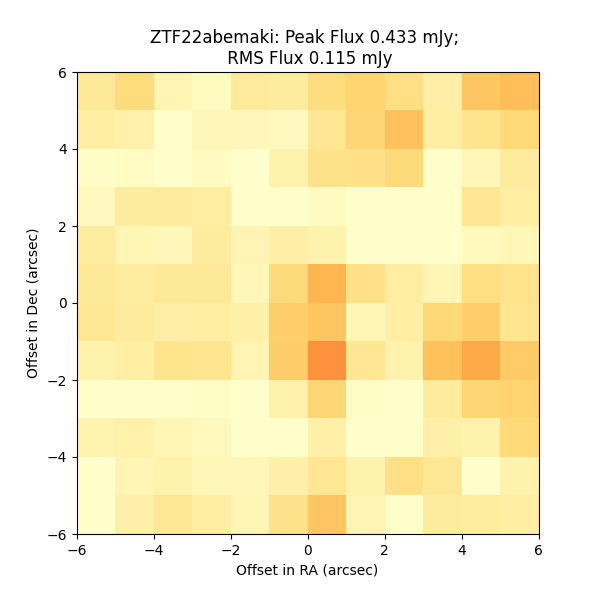 ZTF22abemaki: Peak Flux 0.433 mJy;
RMS Flux 0.115 mJy
6
4
2
0
−2
−4
−6
Offset in Dec (arcsec)
−6 −4 −2 0 2 4 6
Offset in RA (arcsec)